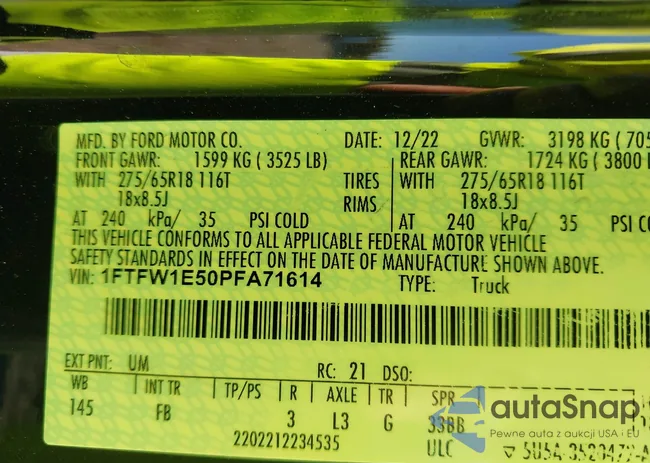 MFD. BY FORD MOTOR CO. DATE: 12/22 GVWR: 3198 KG (705
FRONT GAWR: 1599 KG (3525 LB) REAR GAWR: 1724 KG (3800
WITH 275/65R18 116T TIRES WITH 275/65R18 116T
18x8.5J RIMS 18x8.5J
AT 240 kPa/ 35 PSI COLD AT 240 kPa/ 35
THIS VEHICLE CONFORMS TO ALL APPLICABLE FEDERAL MOTOR VEHICLE
SAFETY STANDARDS IN EFFECT ON THE DATE OF MANUFACTURE SHOWN ABOVE.
VIN: 1FTFW1E50PFA71614 TYPE: Truck
EXT PNT: UM RC: 21 DSO:
WB INT TR TP/PS R AXLE TR SPR
145 FB 3 L3 G 33BB
2202212234535 ULC
autaSnap
Pewne auta z aukcji USA i EU